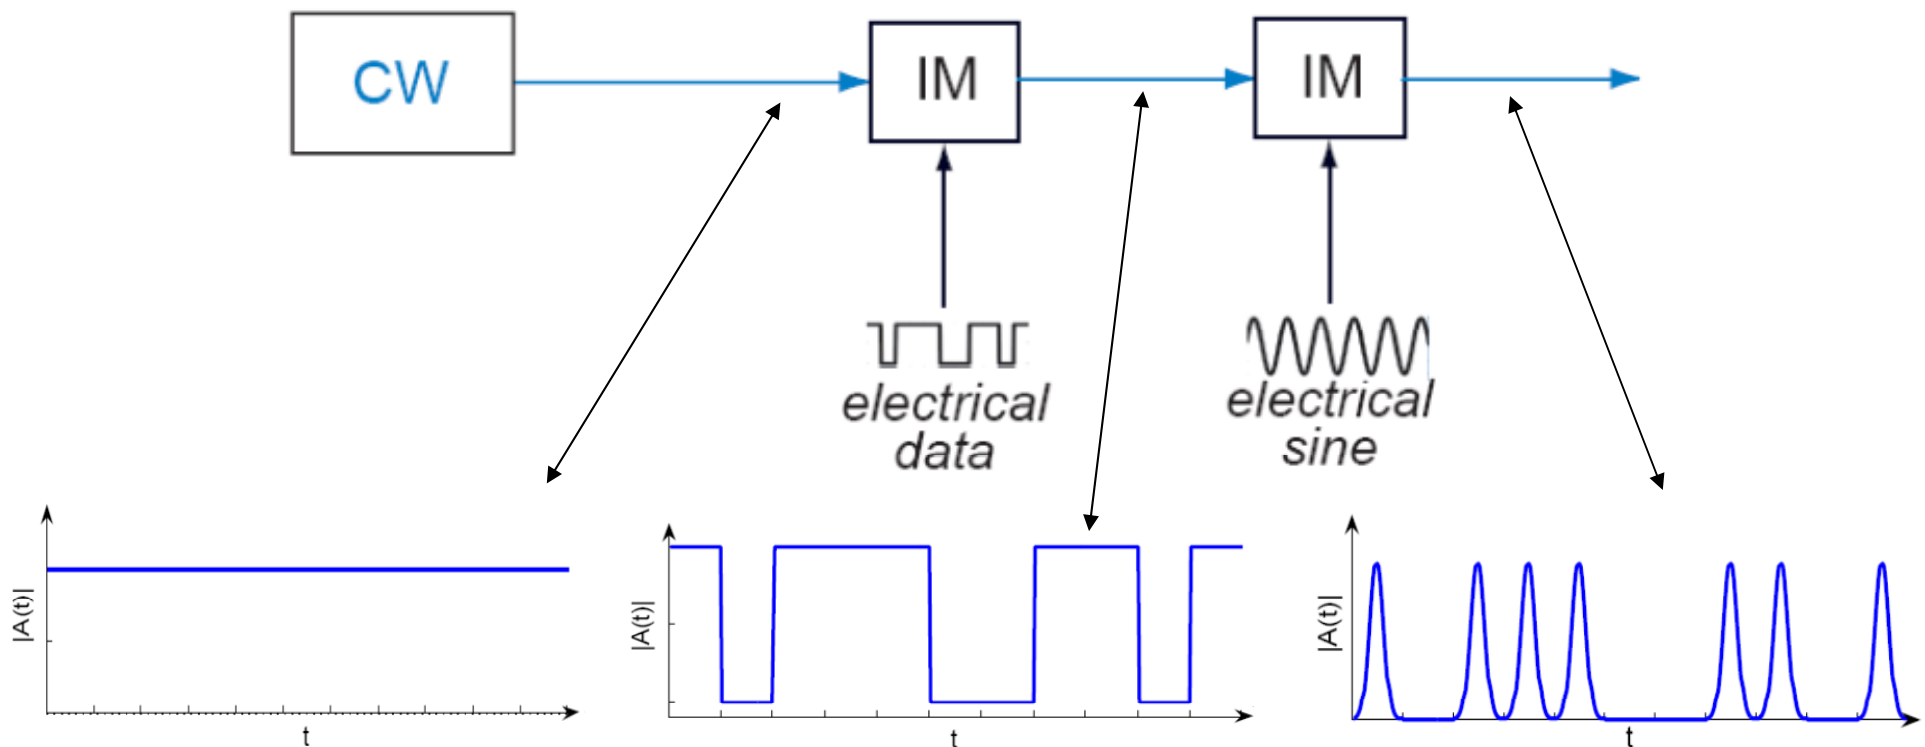 CW
IM
IM
electrical
data
electrical
sine
|A(t)|
t
|A(t)|
t
|A(t)|
t